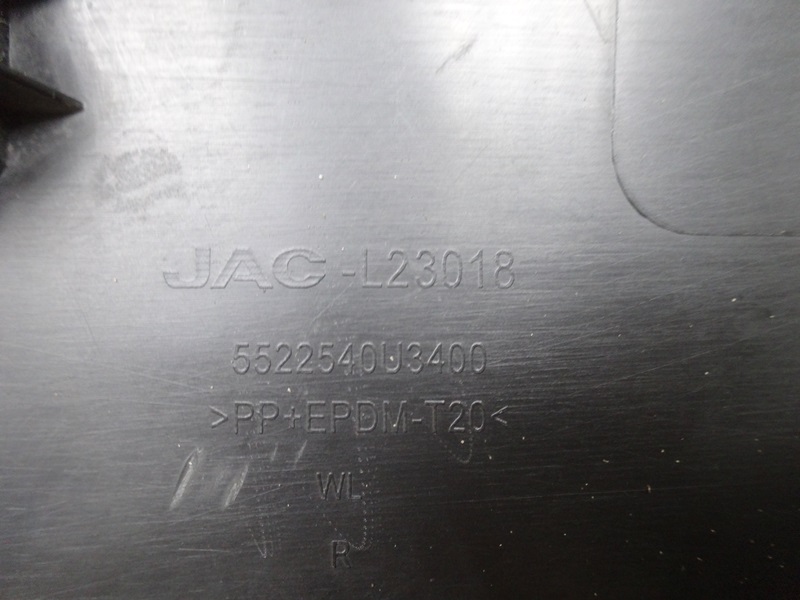 JAC -L23018
5522540U3400
>PP+EPDM-T20<
WL
R